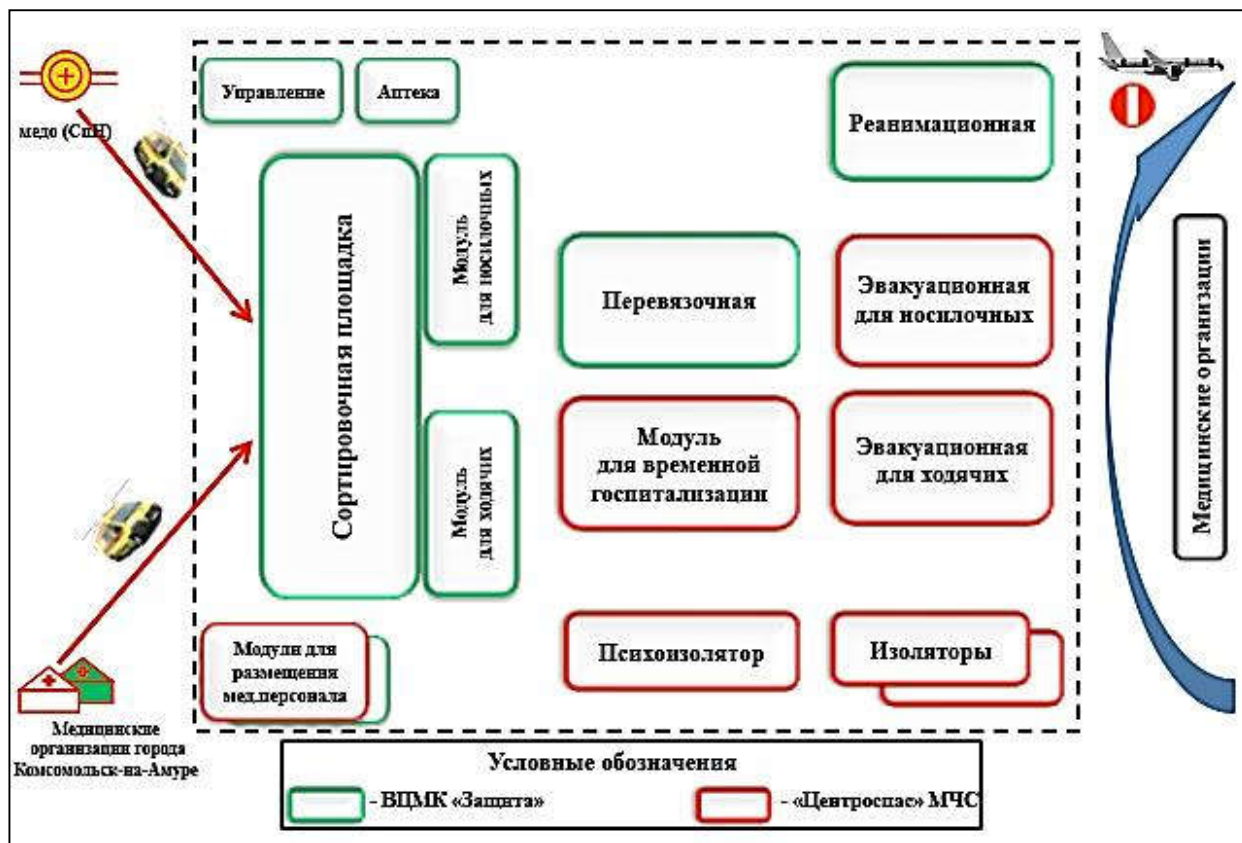 Управление
Аптека
Реанимационная
медо (СпН)
Сортировочная площадка
Модуль
для носилочных
Перевязочная
Эвакуационная
для носилочных
Медицинские организации
Модуль
для ходячих
Модуль
для временной
госпитализации
Эвакуационная
для ходячих
Модули для
размещения
мед.персонала
Психоизолятор
Изоляторы
Медицинские
организации города
Комсомольск-на-Амуре
Условные обозначения
- ВЦМК «Защита»
- «Центроспас» МЧС